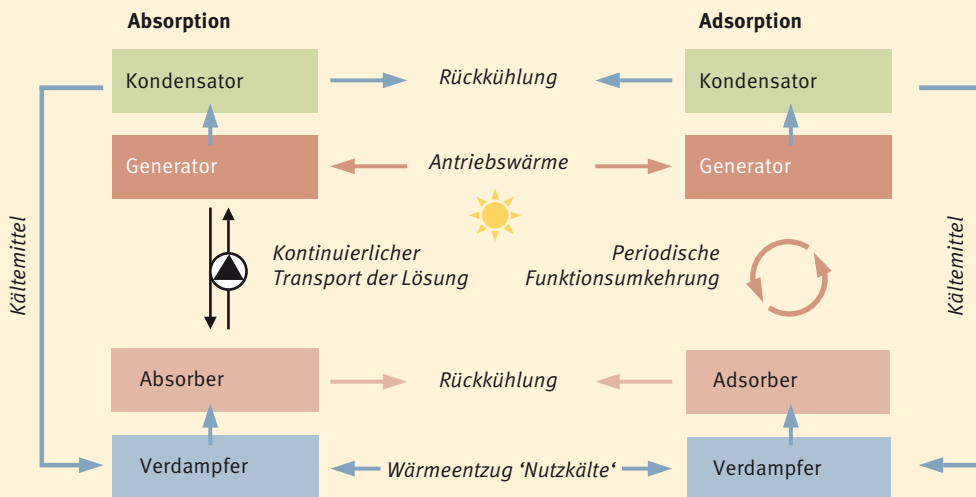 Absorption
Adsorption
Kondensator
Rückkühlung
Kondensator
Generator
Antriebswärme
Generator
Kältemittel
Kontinuierlicher
Transport der Lösung
Periodische
Funktionsumkehrung
Kältemittel
Absorber
Rückkühlung
Adsorber
Verdampfer
Wärmeentzug ‘Nutzkälte‘
Verdampfer